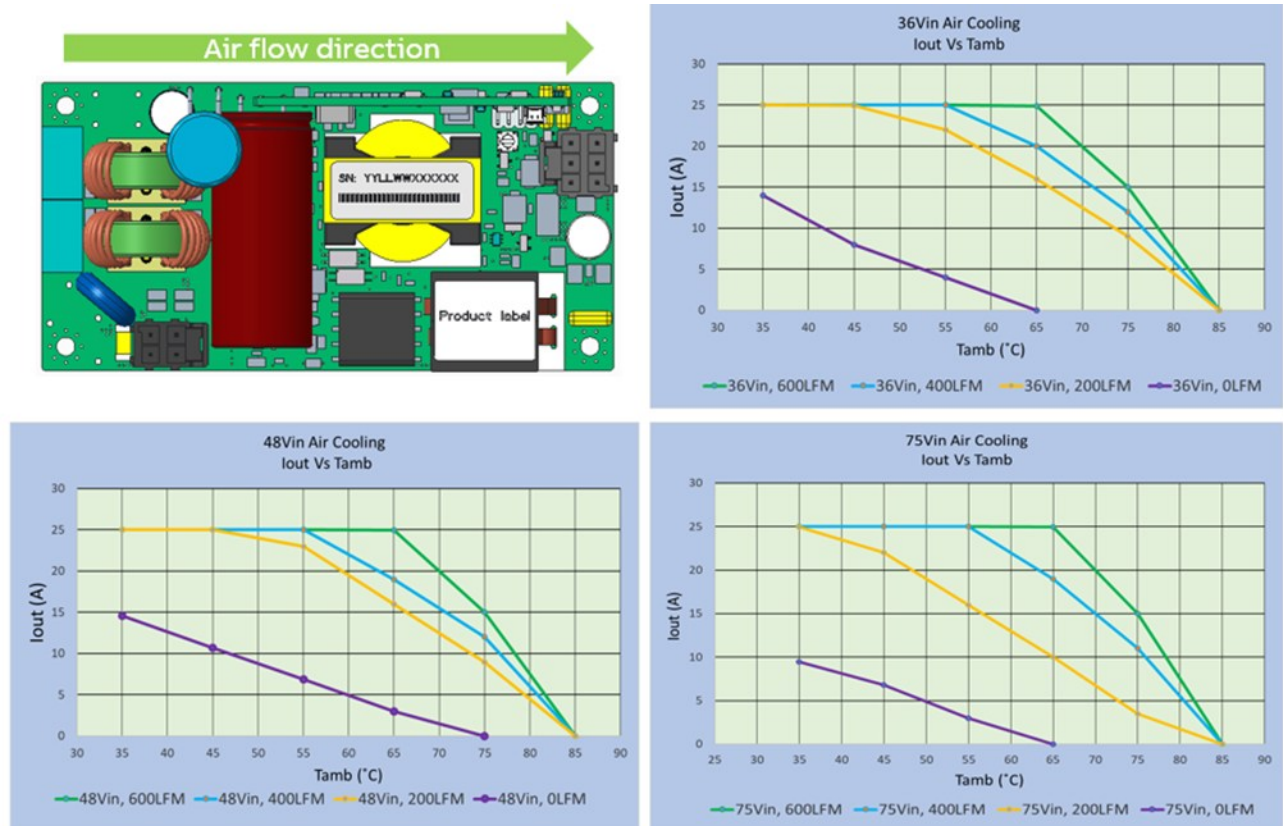 Air flow direction
SN: YYLLWWXXXXXXX
Product label
36Vin Air Cooling
Iout Vs Tamb
Iout (A)
30
25
20
15
10
5
0
30 35 40 45 50 55 60 65 70 75 80 85 90
Tamb (˚C)
36Vin, 600LFM 36Vin, 400LFM 36Vin, 200LFM 36Vin, 0LFM
48Vin Air Cooling
Iout Vs Tamb
Iout (A)
30
25
20
15
10
5
0
30 35 40 45 50 55 60 65 70 75 80 85 90
Tamb (˚C)
48Vin, 600LFM 48Vin, 400LFM 48Vin, 200LFM 48Vin, 0LFM
75Vin Air Cooling
Iout Vs Tamb
Iout (A)
30
25
20
15
10
5
0
25 30 35 40 45 50 55 60 65 70 75 80 85 90
Tamb (˚C)
75Vin, 600LFM 75Vin, 400LFM 75Vin, 200LFM 75Vin, 0LFM